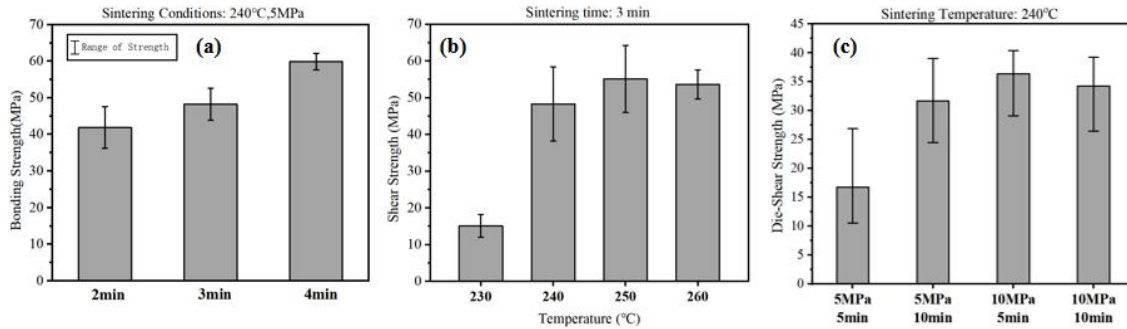 Sintering Conditions: 240℃,5MPa
(a)
Range of Strength
Bonding Strength(MPa)
70
60
50
40
30
20
10
0
2min
3min
4min
Sintering time: 3 min
(b)
Shear Strength (MPa)
70
60
50
40
30
20
10
0
230
240
250
260
Temperature (℃)
Sintering Temperature: 240℃
(c)
Die-Shear Strength (MPa)
45
40
35
30
25
20
15
10
5
0
5MPa 5MPa 10MPa 10MPa
5min 10min 5min 10min